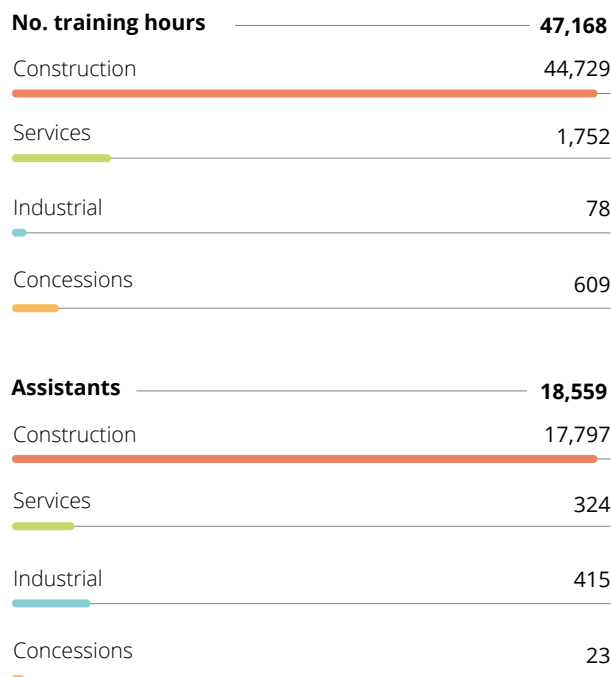 No. training hours 47,168
Construction 44,729
Services 1,752
Industrial 78
Concessions 609
Assistants 18,559
Construction 17,797
Services 324
Industrial 415
Concessions 23